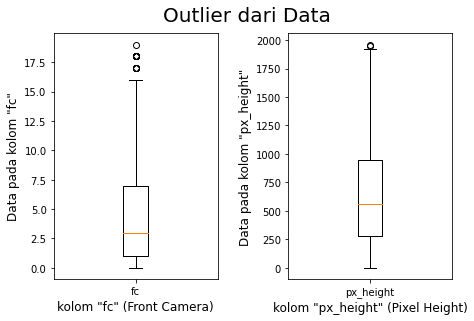 Outlier dari Data
Data pada kolom "fc"
17.5
15.0
12.5
10.0
7.5
5.0
2.5
0.0
fc
kolom "fc" (Front Camera)
Data pada kolom "px_height"
2000
1750
1500
1250
1000
750
500
250
0
px_height
kolom "px_height" (Pixel Height)